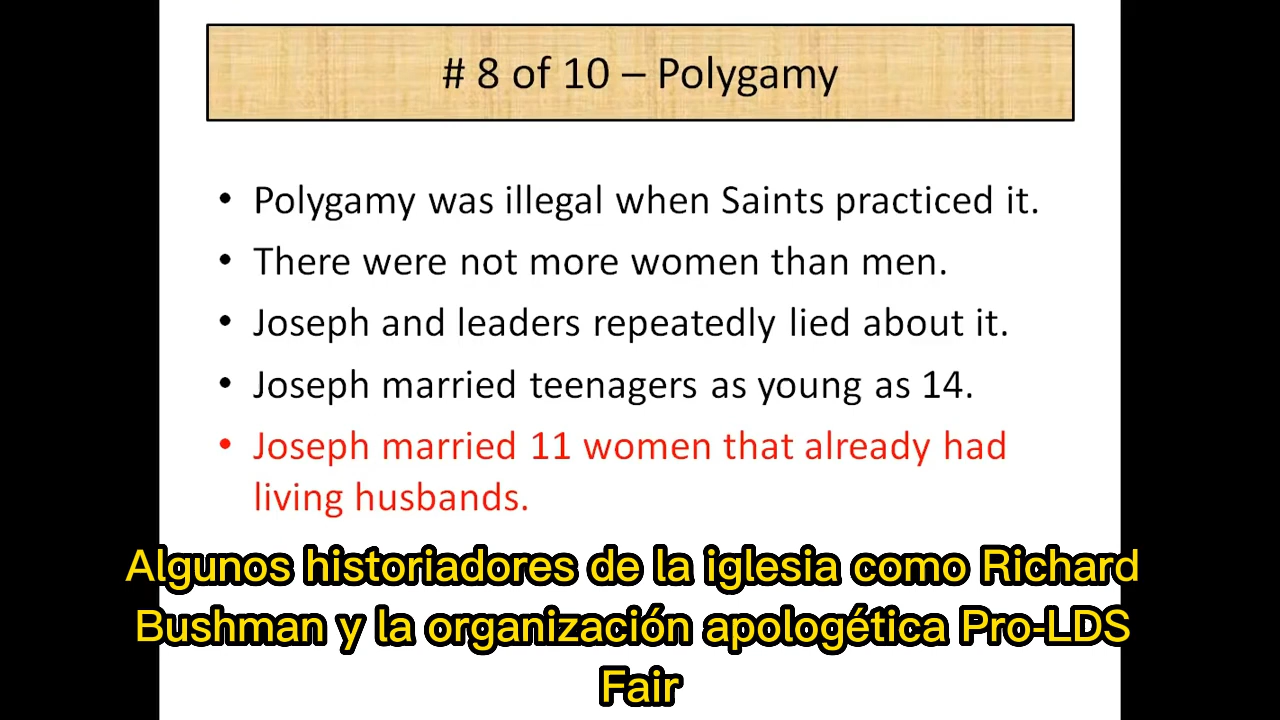 # 8 of 10 – Polygamy
• Polygamy was illegal when Saints practiced it.
• There were not more women than men.
• Joseph and leaders repeatedly lied about it.
• Joseph married teenagers as young as 14.
• Joseph married 11 women that already had
living husbands.
Algunos historiadores de la iglesia como Richard
Bushman y la organización apologética Pro-LDS
Fair